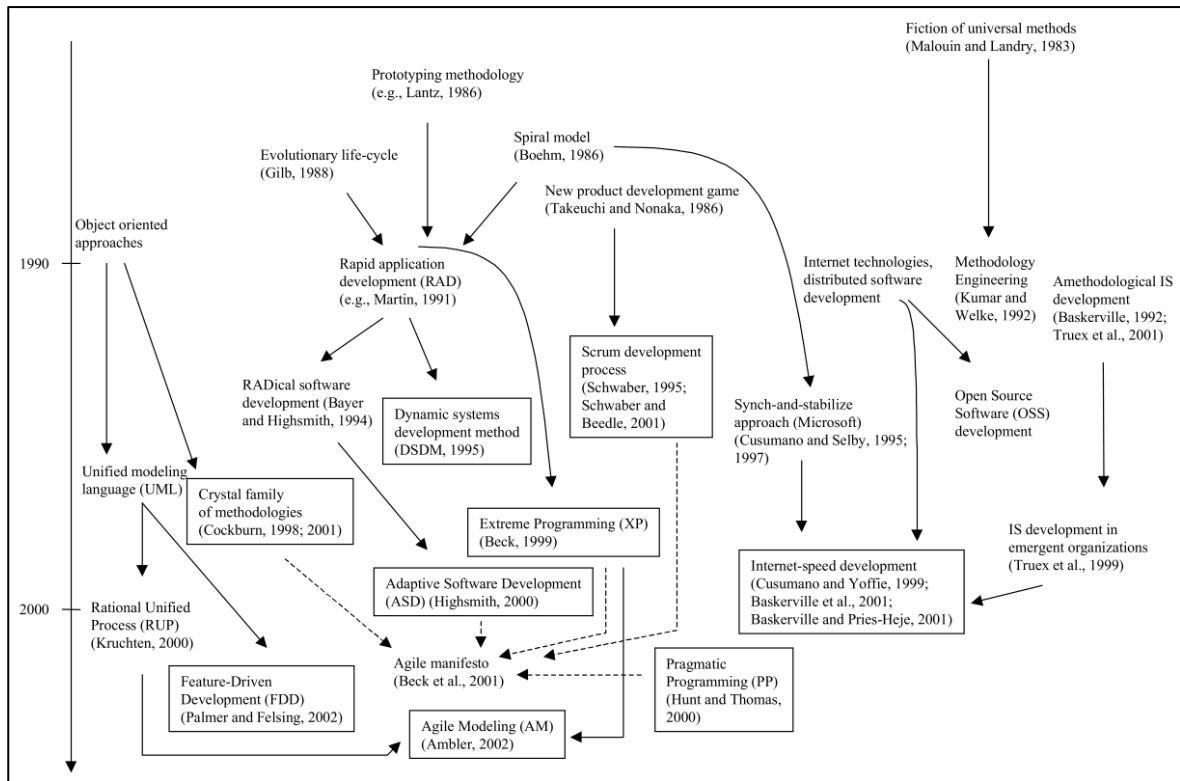 Fiction of universal methods
(Malouin and Landry, 1983)
Prototyping methodology
(e.g., Lantz, 1986)
Spiral model
(Boehm, 1986)
Evolutionary life-cycle
(Gilb, 1988)
New product development game
(Takeuchi and Nonaka, 1986)
Object oriented
approaches
1990
Rapid application
development (RAD)
(e.g., Martin, 1991)
Internet technologies,
distributed software
development
Methodology
Engineering
(Kumar and
Welke, 1992)
Amethodological IS
development
(Baskerville, 1992;
Truex et al., 2001)
RADical software
development (Bayer
and Highsmith, 1994)
Dynamic systems
development method
(DSDM, 1995)
Scrum development
process
(Schwaber, 1995;
Schwaber and
Beedle, 2001)
Synch-and-stabilize
approach (Microsoft)
(Cusumano and Selby, 1995;
1997)
Open Source
Software (OSS)
development
Unified modeling
language (UML)
Crystal family
of methodologies
(Cockburn, 1998; 2001)
Extreme Programming (XP)
(Beck, 1999)
IS development in
emergent organizations
(Truex et al., 1999)
Adaptive Software Development
(ASD) (Highsmith, 2000)
Internet-speed development
(Cusumano and Yoffie, 1999;
Baskerville et al., 2001;
Baskerville and Pries-Heje, 2001)
2000
Rational Unified
Process (RUP)
(Kruchten, 2000)
Agile manifesto
(Beck et al., 2001)
Pragmatic
Programming (PP)
(Hunt and Thomas,
2000)
Feature-Driven
Development (FDD)
(Palmer and Felsing, 2002)
Agile Modeling (AM)
(Ambler, 2002)